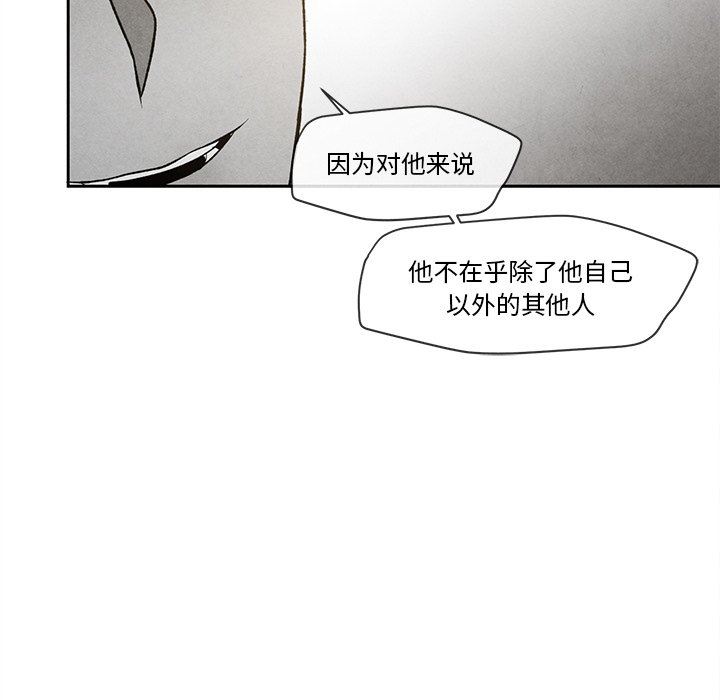 因为对他来说
他不在乎除了他自己
以外的其他人